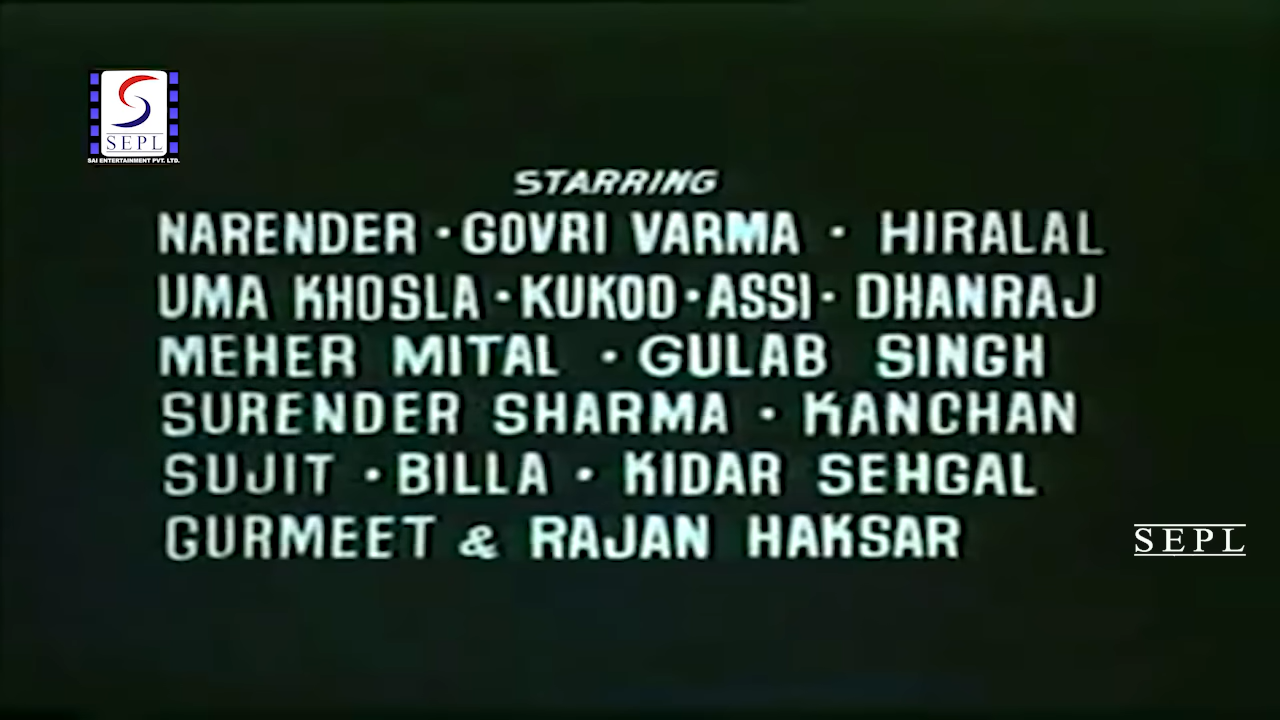 SEPL
SAI ENTERTAINMENT PVT. LTD.
STARRING
NARENDER · GOVRI VARMA · HIRALAL
UMA KHOSLA · KUKOO · ASSI · DHANRAJ
MEHER MITAL · GULAB SINGH
SURENDER SHARMA · KANCHAN
SUJIT · BILLA · KIDAR SEHGAL
GURMEET & RAJAN HAKSAR
SEPL